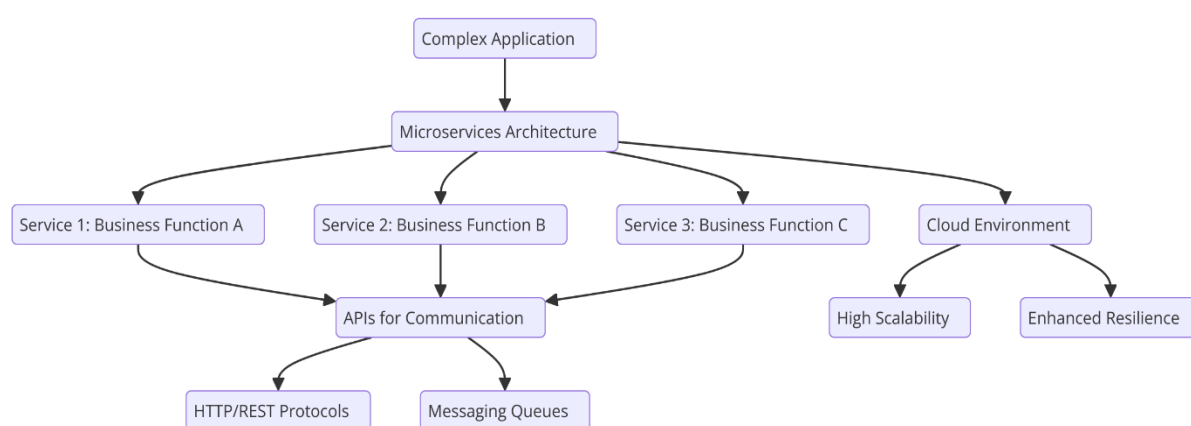 Complex Application
Microservices Architecture
Service 1: Business Function A
Service 2: Business Function B
Service 3: Business Function C
Cloud Environment
APIs for Communication
High Scalability
Enhanced Resilience
HTTP/REST Protocols
Messaging Queues